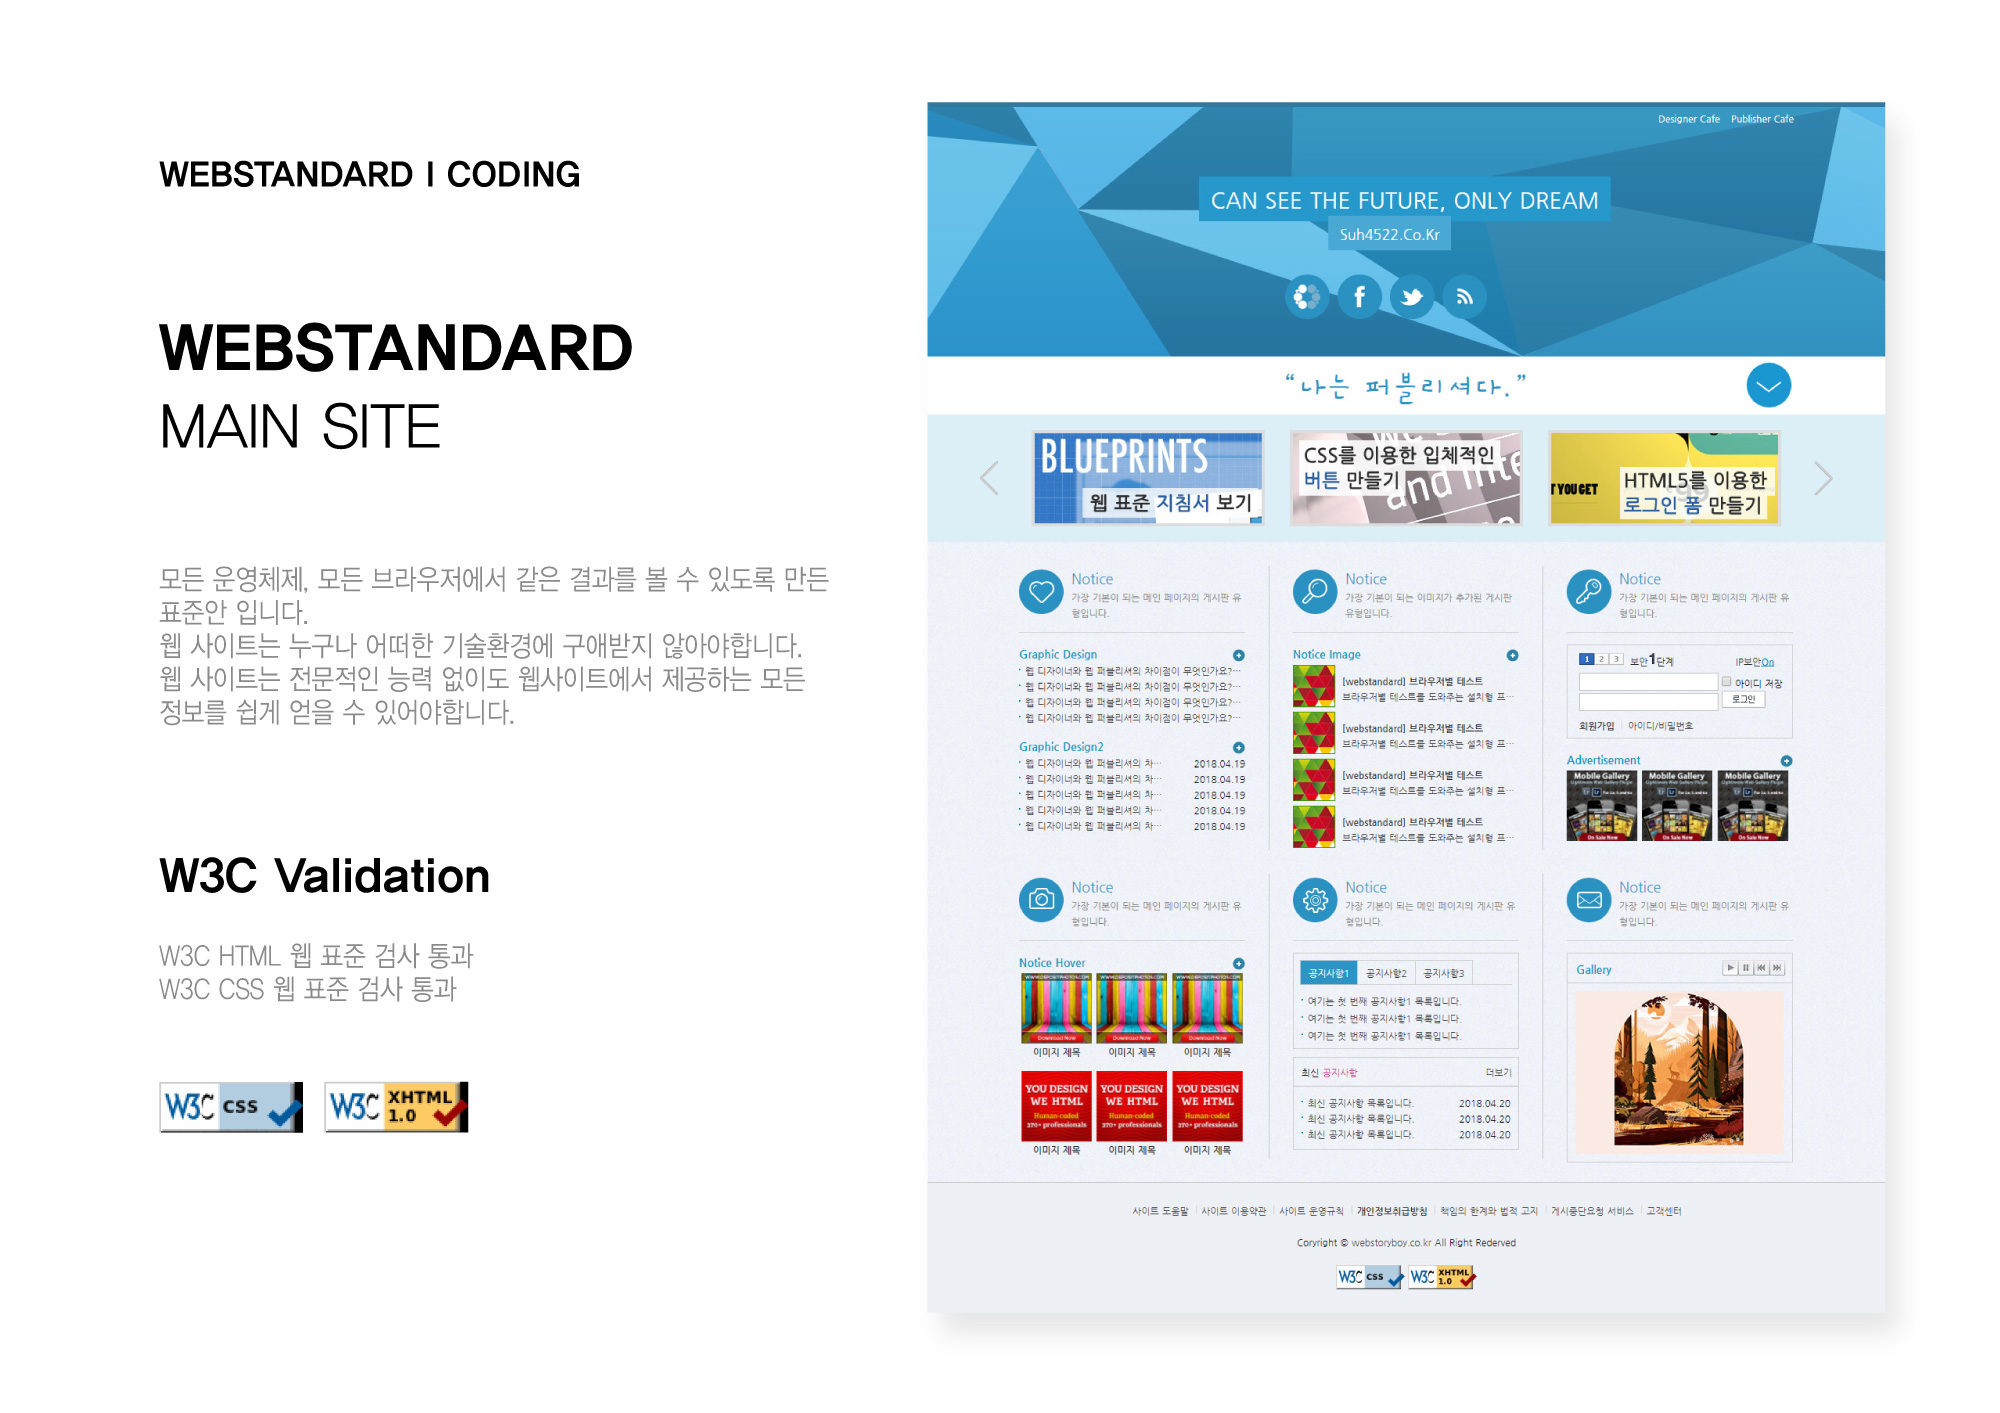 WEBSTANDARD I CODING
WEBSTANDARD
MAIN SITE
모든 운영체제, 모든 브라우저에서 같은 결과를 볼 수 있도록 만든
표준안 입니다.
웹 사이트는 누구나 어떠한 기술환경에 구애받지 않아야합니다.
웹 사이트는 전문적인 능력 없이도 웹사이트에서 제공하는 모든
정보를 쉽게 얻을 수 있어야합니다.
W3C Validation
W3C HTML 웹 표준 검사 통과
W3C CSS 웹 표준 검사 통과
W3C CSS
W3C XHTML 1.0
Designer Cafe Publisher Cafe
CAN SEE THE FUTURE, ONLY DREAM
Suh4522.Co.Kr
“나는 퍼블리셔다.”
BLUEPRINTS
웹 표준 지침서 보기
CSS를 이용한 입체적인
버튼 만들기
and inte
T YOU GET
HTML5를 이용한
로그인 폼 만들기
Notice
가장 기본이 되는 메인 페이지의 게시판 유
형입니다.
Graphic Design
웹 디자이너와 웹 퍼블리셔의 차이점이 무엇인가요?…
웹 디자이너와 웹 퍼블리셔의 차이점이 무엇인가요?…
웹 디자이너와 웹 퍼블리셔의 차이점이 무엇인가요?…
웹 디자이너와 웹 퍼블리셔의 차이점이 무엇인가요?…
Graphic Design2
웹 디자이너와 웹 퍼블리셔의 차… 2018.04.19
웹 디자이너와 웹 퍼블리셔의 차… 2018.04.19
웹 디자이너와 웹 퍼블리셔의 차… 2018.04.19
웹 디자이너와 웹 퍼블리셔의 차… 2018.04.19
웹 디자이너와 웹 퍼블리셔의 차… 2018.04.19
Notice
가장 기본이 되는 이미지가 추가된 게시판
유형입니다.
Notice Image
[webstandard] 브라우저별 테스트
브라우저별 테스트를 도와주는 설치형 프…
[webstandard] 브라우저별 테스트
브라우저별 테스트를 도와주는 설치형 프…
[webstandard] 브라우저별 테스트
브라우저별 테스트를 도와주는 설치형 프…
[webstandard] 브라우저별 테스트
브라우저별 테스트를 도와주는 설치형 프…
Notice
가장 기본이 되는 메인 페이지의 게시판 유
형입니다.
1 2 3 보안1단계 IP보안On
아이디 저장
로그인
회원가입 아이디/비밀번호
Advertisement
Mobile Gallery Mobile Gallery Mobile Gallery
On Sale Now On Sale Now On Sale Now
Notice
가장 기본이 되는 메인 페이지의 게시판 유
형입니다.
Notice Hover
WWW.DEPOSITPHOTOS.COM WWW.DEPOSITPHOTOS.COM WWW.DEPOSITPHOTOS.COM
Download Now Download Now Download Now
이미지 제목 이미지 제목 이미지 제목
YOU DESIGN YOU DESIGN YOU DESIGN
WE HTML WE HTML WE HTML
Human-coded Human-coded Human-coded
370+ professionals 370+ professionals 370+ professionals
이미지 제목 이미지 제목 이미지 제목
Notice
가장 기본이 되는 메인 페이지의 게시판 유
형입니다.
공지사항1 공지사항2 공지사항3
여기는 첫 번째 공지사항1 목록입니다.
여기는 첫 번째 공지사항1 목록입니다.
여기는 첫 번째 공지사항1 목록입니다.
최신 공지사항 더보기
최신 공지사항 목록입니다. 2018.04.20
최신 공지사항 목록입니다. 2018.04.20
최신 공지사항 목록입니다. 2018.04.20
Notice
가장 기본이 되는 메인 페이지의 게시판 유
형입니다.
Gallery
사이트 도움말 사이트 이용약관 사이트 운영규칙 개인정보취급방침 책임의 한계와 법적 고지 게시중단요청 서비스 고객센터
Coryright © webstoryboy.co.kr All Right Rederved
W3C CSS W3C XHTML 1.0